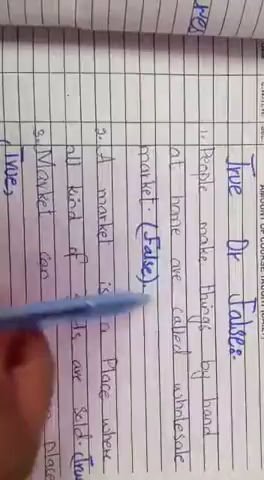 True Or False:
1. People make things by hand
at home are called wholesale
market. (False).
2. A market is a Place where
all kind of are sold. True
3. Market can Place
(True)